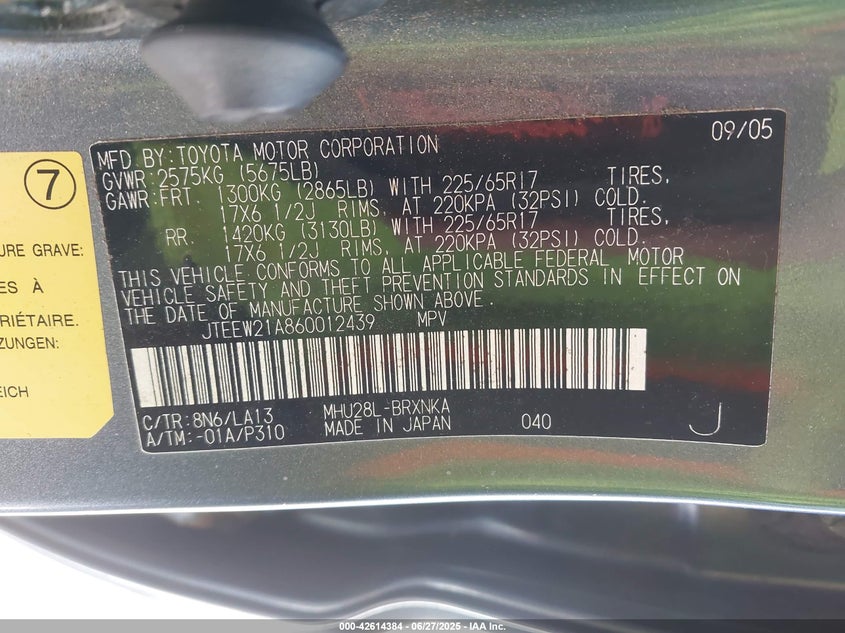 09/05
MFD BY:TOYOTA MOTOR CORPORATION
GVWR:2575KG (5675LB)
GAWR:FRT. 1300KG (2865LB) WITH 225/65R17 TIRES,
17X6 1/2J RIMS, AT 220KPA (32PSI) COLD.
RR. 1420KG (3130LB) WITH 225/65R17 TIRES,
17X6 1/2J RIMS, AT 220KPA (32PSI) COLD.
THIS VEHICLE CONFORMS TO ALL APPLICABLE FEDERAL MOTOR
VEHICLE SAFETY AND THEFT PREVENTION STANDARDS IN EFFECT ON
THE DATE OF MANUFACTURE SHOWN ABOVE.
JTEEW21A860012439 MPV
C/TR:8N6/LA13 MHU28L-BRXNKA
A/TM:-01A/P310 MADE IN JAPAN 040 J
7
URE GRAVE:
ES À
RIÉTAIRE.
ZUNGEN:
EICH
000-42614384 - 06/27/2025 - IAA, Inc.